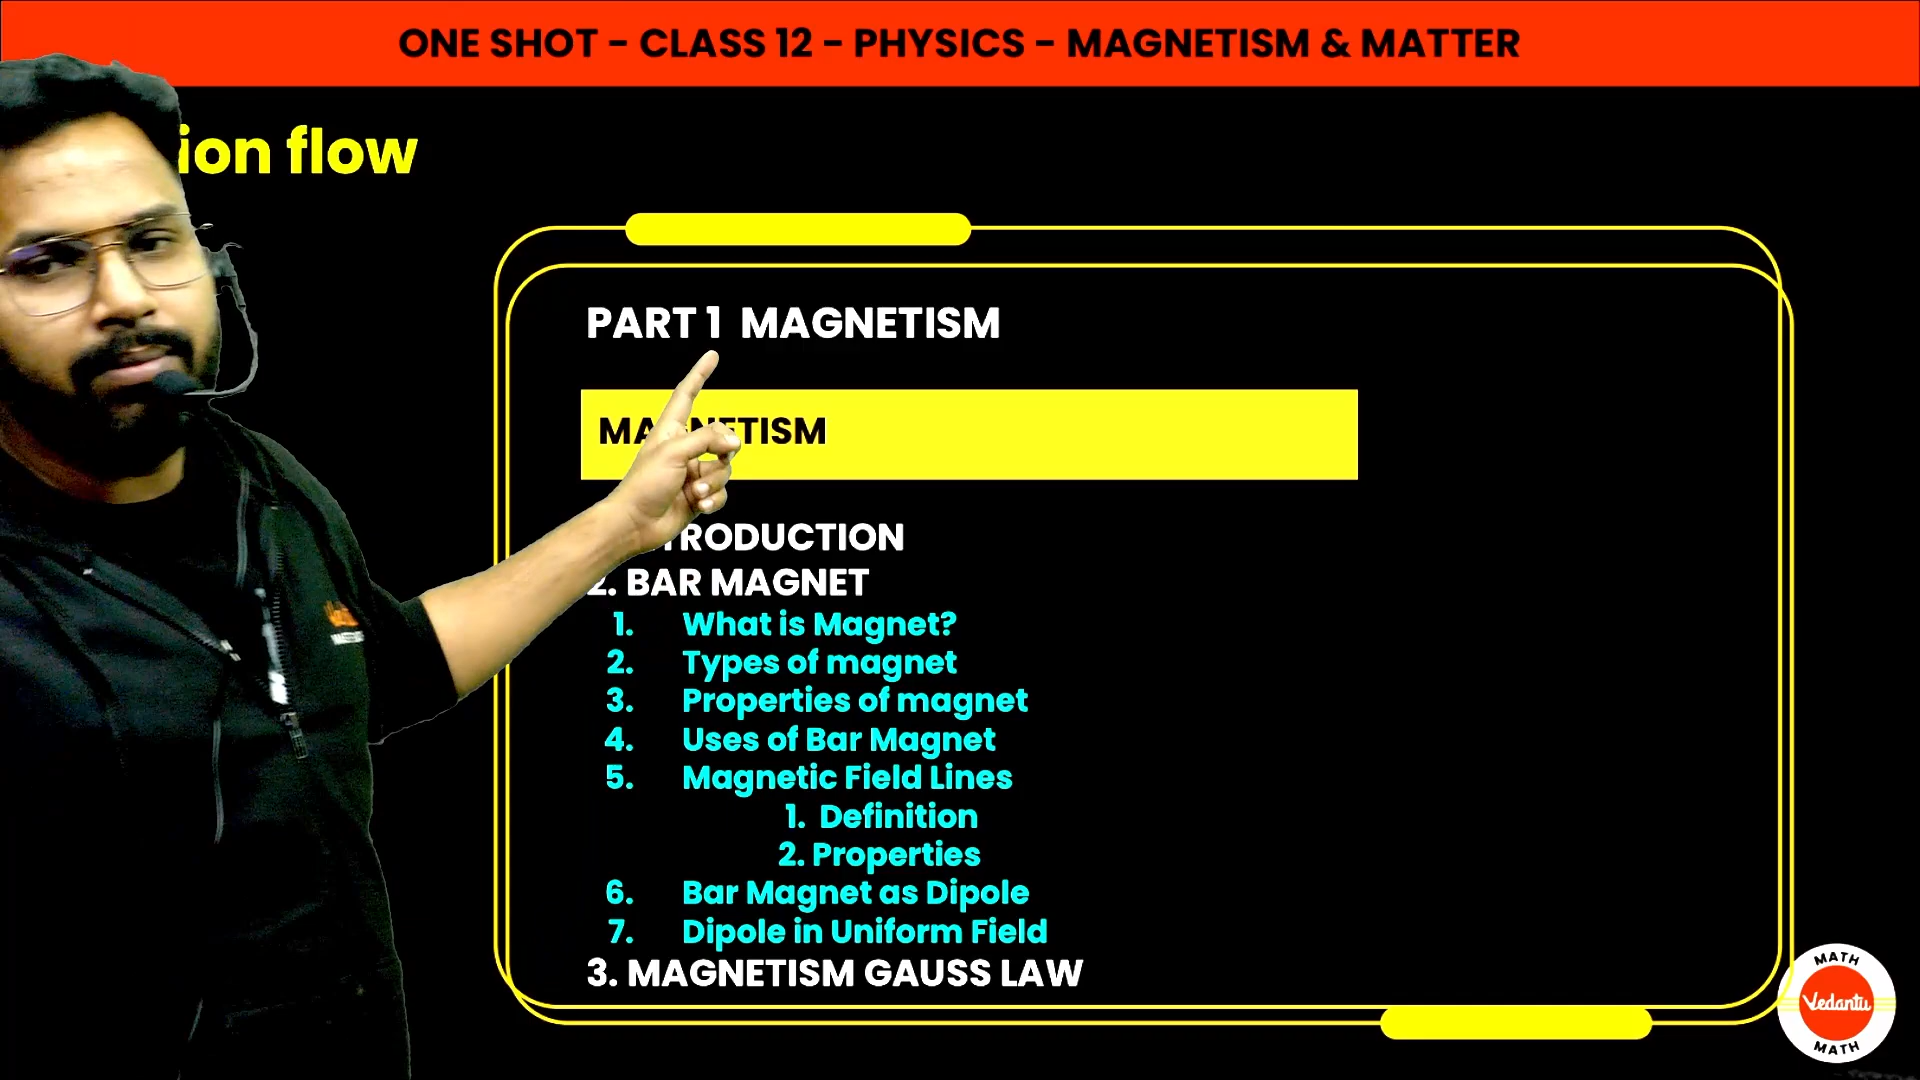 ONE SHOT - CLASS 12 - PHYSICS - MAGNETISM & MATTER
ion flow
PART 1 MAGNETISM
MAGNETISM
TRODUCTION
2. BAR MAGNET
1. What is Magnet?
2. Types of magnet
3. Properties of magnet
4. Uses of Bar Magnet
5. Magnetic Field Lines
1. Definition
2. Properties
6. Bar Magnet as Dipole
7. Dipole in Uniform Field
3. MAGNETISM GAUSS LAW
MATH
Vedantu
MATH